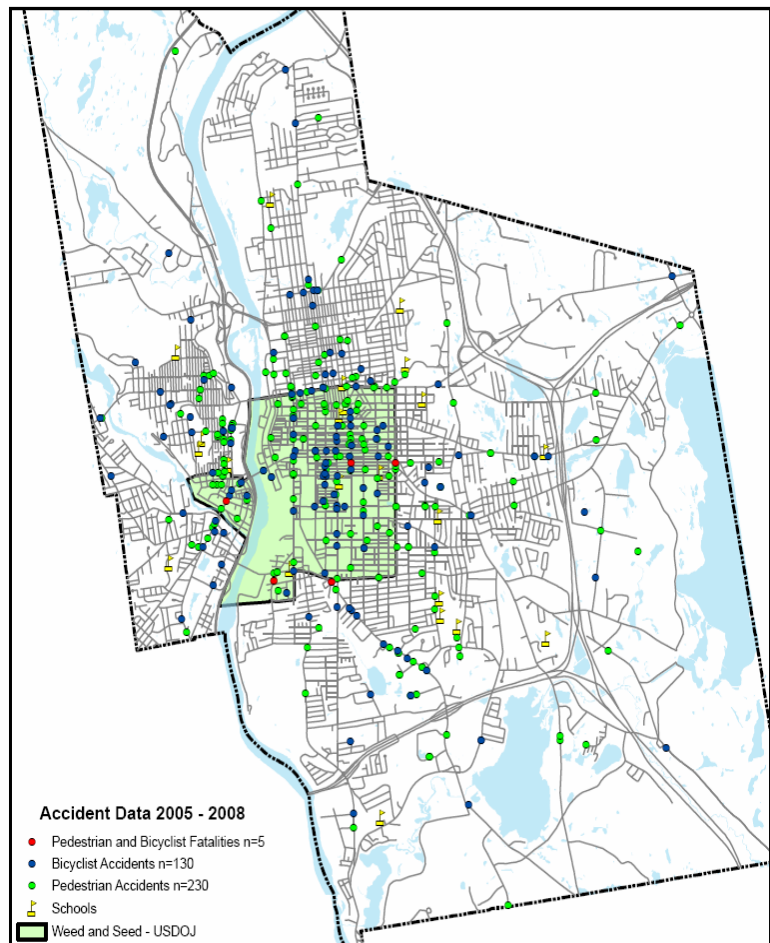 Accident Data 2005 - 2008
Pedestrian and Bicyclist Fatalities n=5
Bicyclist Accidents n=130
Pedestrian Accidents n=230
Schools
Weed and Seed - USDOJ